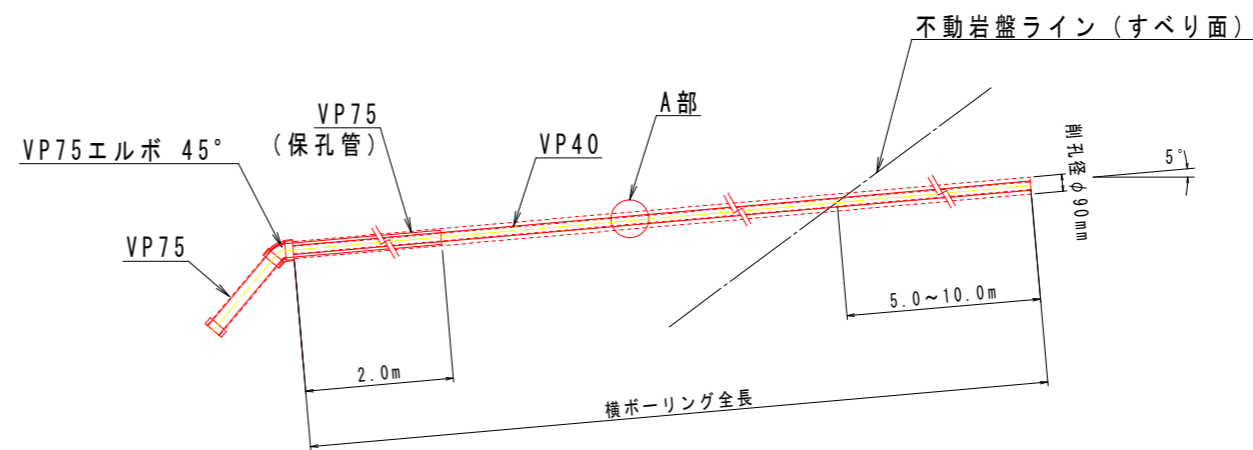 不動岩盤ライン（すべり面）
A部
VP75
（保孔管）
VP40
VP75エルボ 45°
VP75
削孔径φ90mm
5°
5.0～10.0m
2.0m
横ボーリング全長